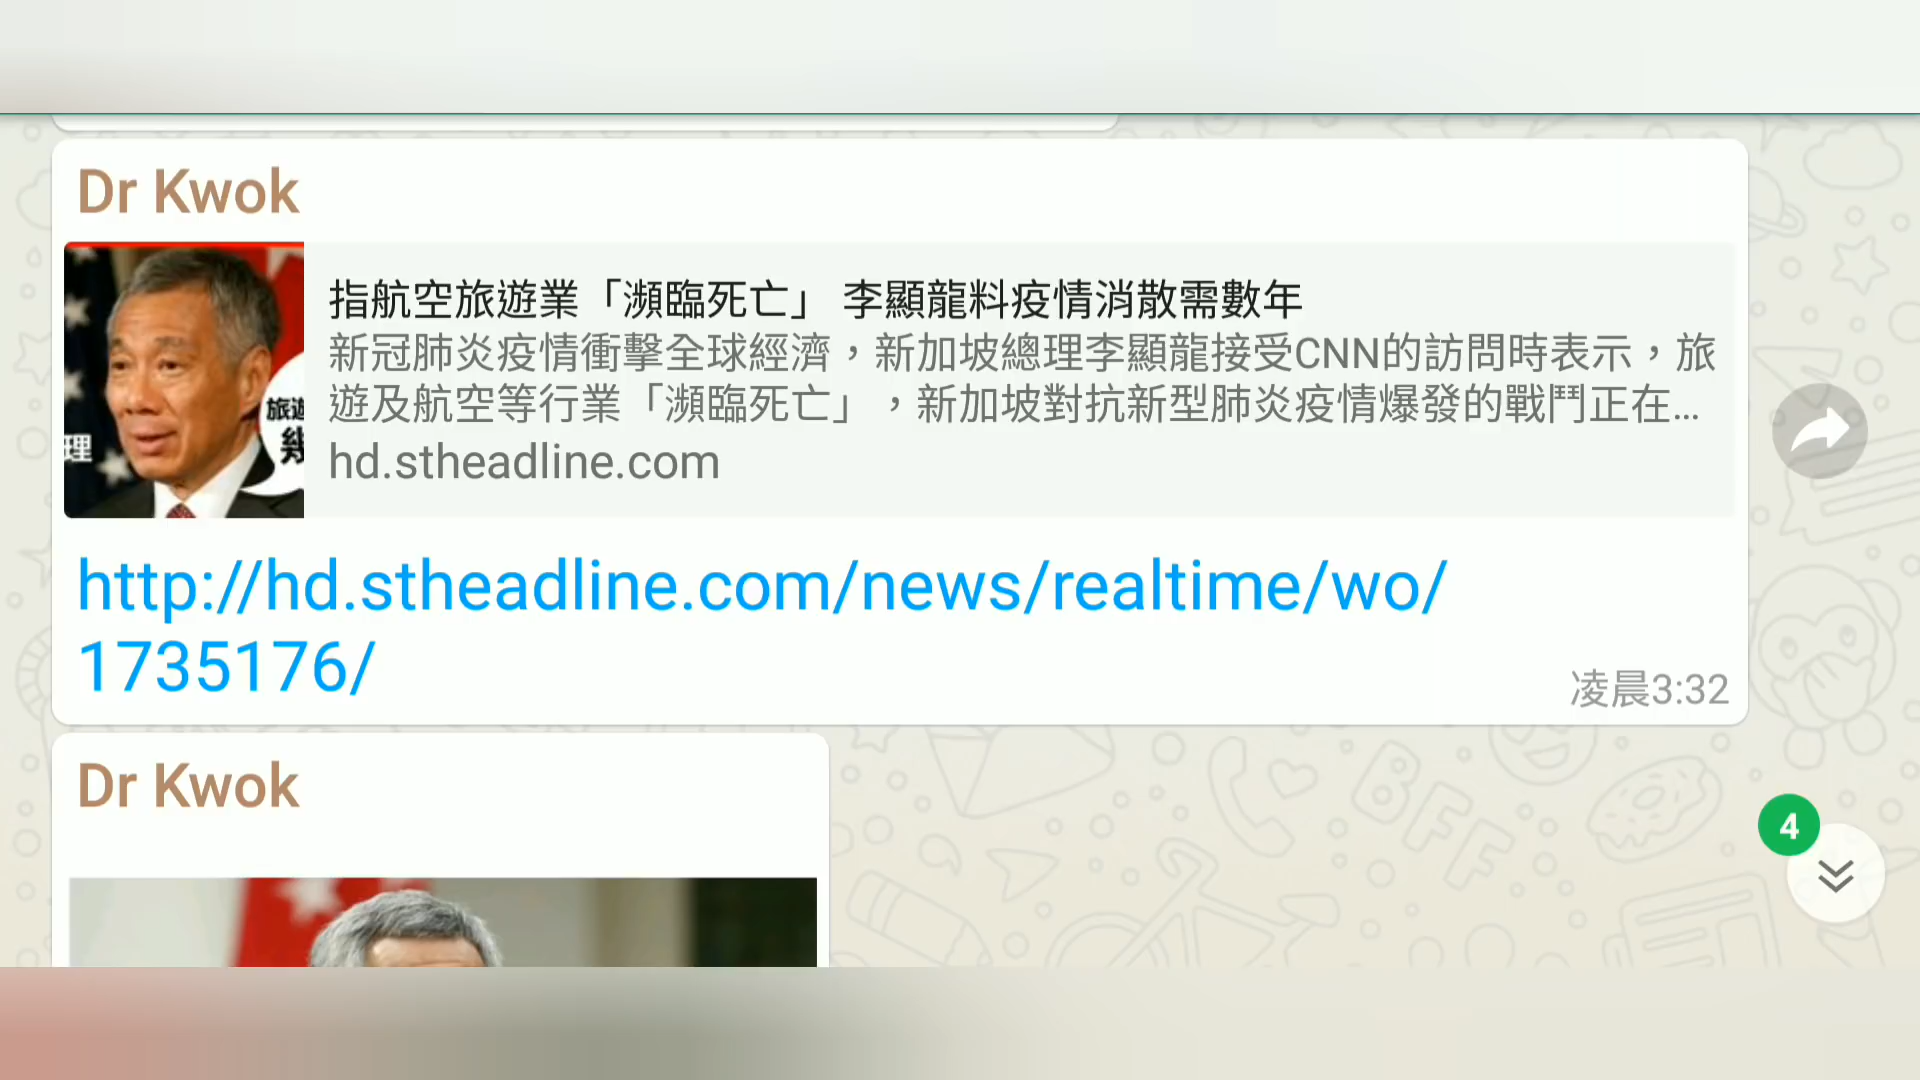 Dr Kwok
指航空旅遊業「瀕臨死亡」 李顯龍料疫情消散需數年
新冠肺炎疫情衝擊全球經濟，新加坡總理李顯龍接受CNN的訪問時表示，旅
遊及航空等行業「瀕臨死亡」，新加坡對抗新型肺炎疫情爆發的戰鬥正在...
hd.stheadline.com
理
旅遊
幾
http://hd.stheadline.com/news/realtime/wo/
1735176/
凌晨3:32
Dr Kwok
4